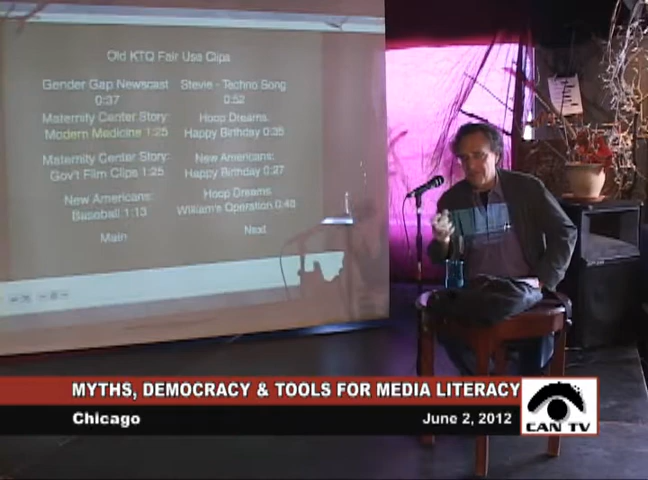 Old KTQ Fair Use Clips
Gender Gap Newscast
0:37
Stevie - Techno Song
0:52
Maternity Center Story:
Modern Medicine 1:25
Hoop Dreams:
Happy Birthday 0:35
Maternity Center Story:
Gov't Film Clips 1:25
New Americans:
Happy Birthday 0:27
New Americans:
Baseball 1:13
Hoop Dreams
William's Operation 0:48
Main
Next
MYTHS, DEMOCRACY & TOOLS FOR MEDIA LITERACY
Chicago
June 2, 2012
CAN TV